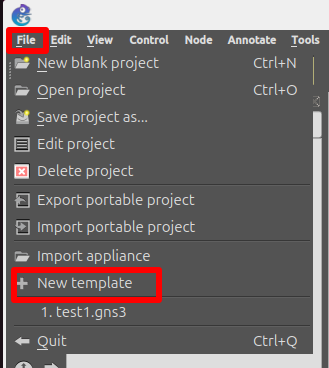 File Edit View Control Node Annotate Tools
New blank project Ctrl+N
Open project Ctrl+O
Save project as...
Edit project
Delete project
Export portable project
Import portable project
Import appliance
New template
1. test1.gns3
Quit Ctrl+Q